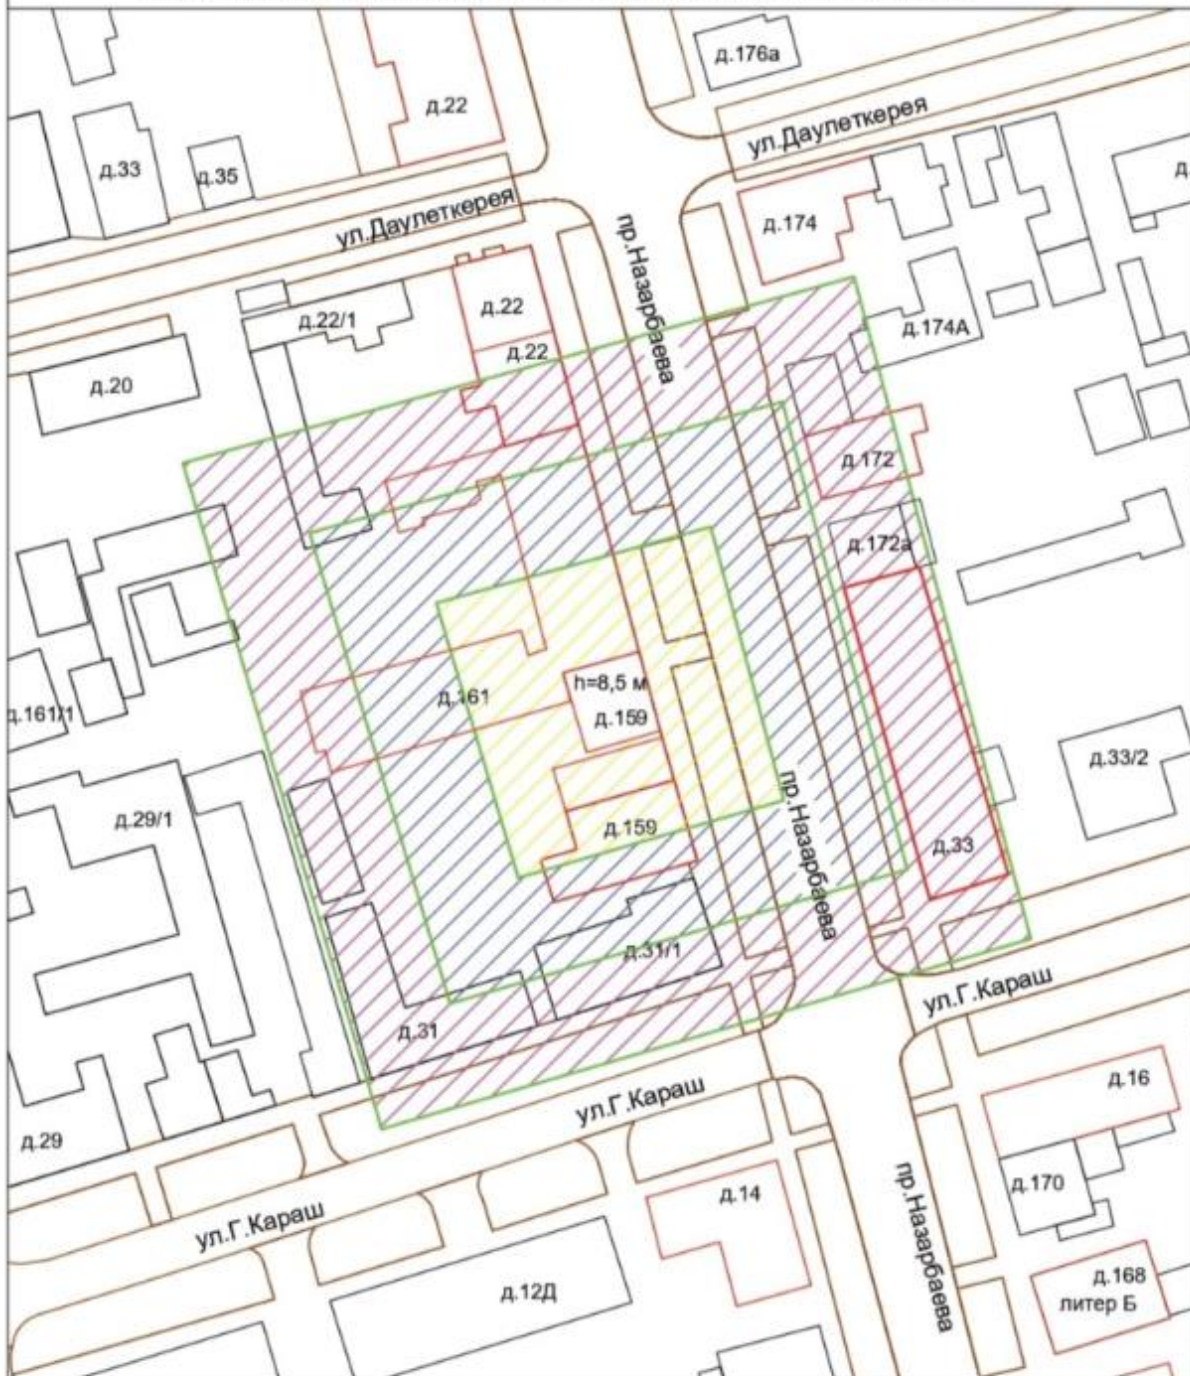 д.176а
ул.Даулеткерея
д.22
д.33
д.35
ул.Даулеткерея
д.174
пр.Назарбаева
д.22
д.22/1
д.174А
д.22
д.20
д.172
д.172а
д.161
h=8,5 м
д.159
д.161/1
д.33/2
д.29/1
д.159
пр.Назарбаева
д.33
д.31/1
ул.Г.Караш
д.31
д.16
ул.Г.Караш
д.29
д.170
д.14
ул.Г.Караш
пр.Назарбаева
д.168
литер Б
д.12Д